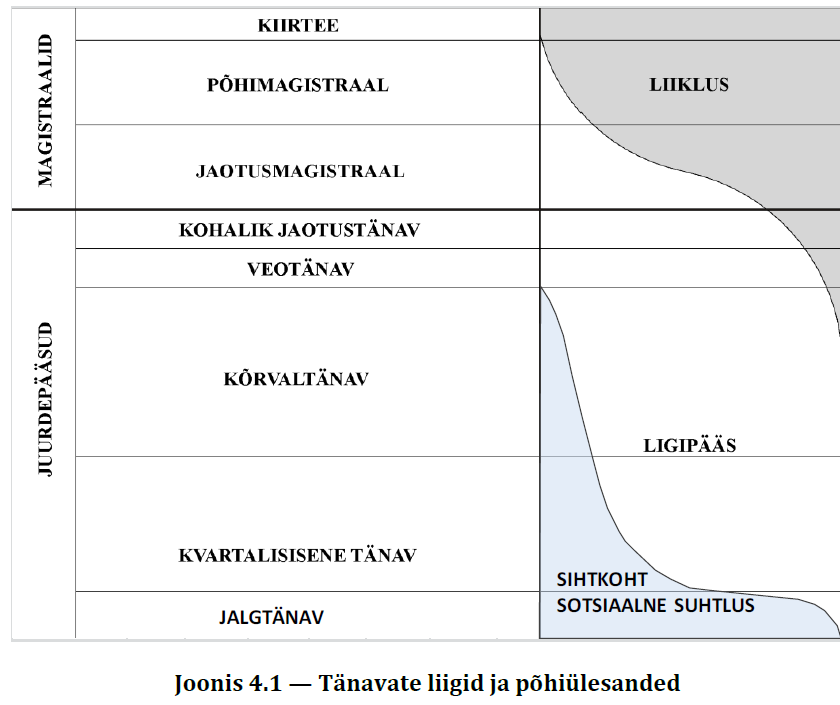 MAGISTRAALID
KIIRTEE
PÕHIMAGISTRAAL
LIIKLUS
JAOTUSMAGISTRAAL
JUURDEPÄÄSUD
KOHALIK JAOTUSTÄNAV
VEOTÄNAV
KÕRVALTÄNAV
LIGIPÄÄS
KVARTALISISENE TÄNAV
SIHTKOHT
SOTSIAALNE SUHTLUS
JALGTÄNAV
Joonis 4.1 — Tänavate liigid ja põhiülesanded